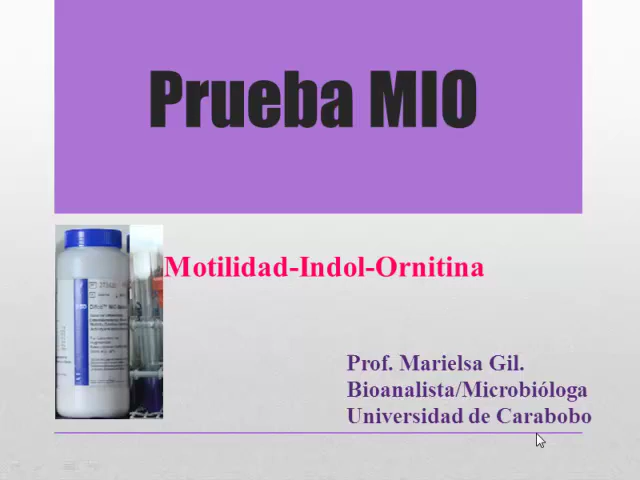 Prueba MIO
Motilidad-Indol-Ornitina
Prof. Marielsa Gil.
Bioanalista/Microbióloga
Universidad de Carabobo